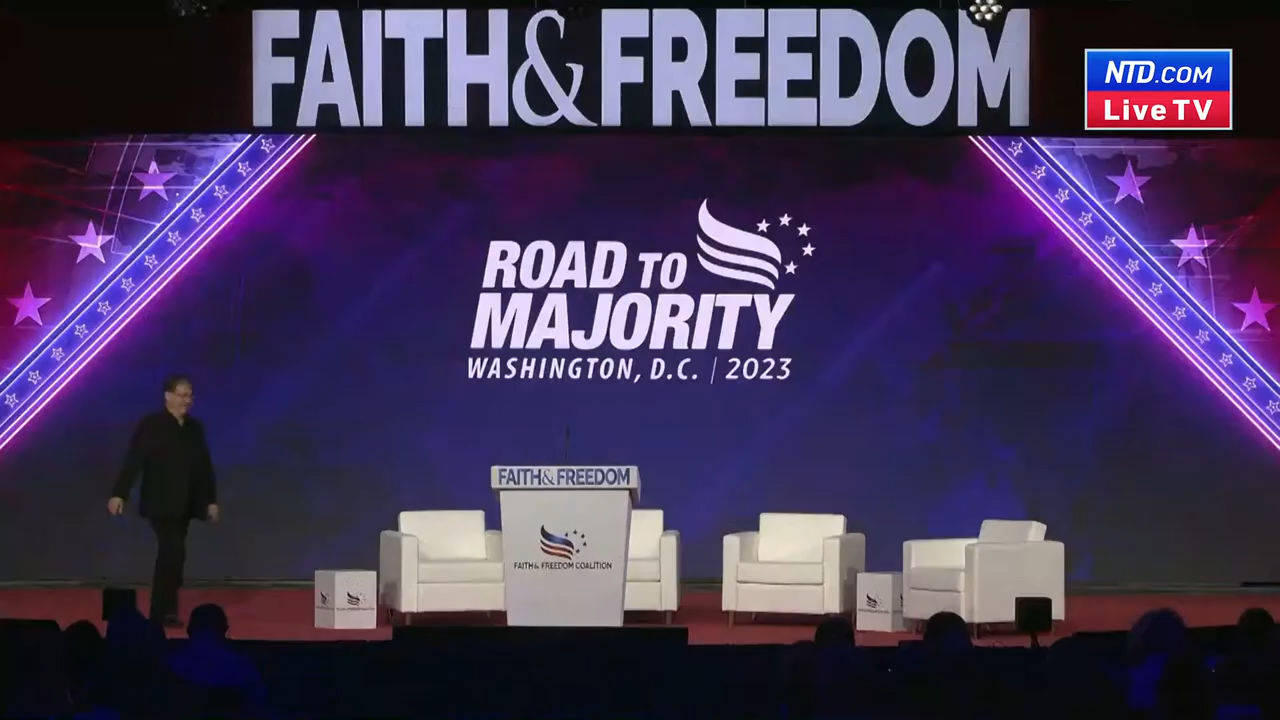 FAITH&FREEDOM
NTD.COM
Live TV
ROAD TO
MAJORITY
WASHINGTON, D.C. | 2023
FAITH&FREEDOM
FAITH & FREEDOM COALITION